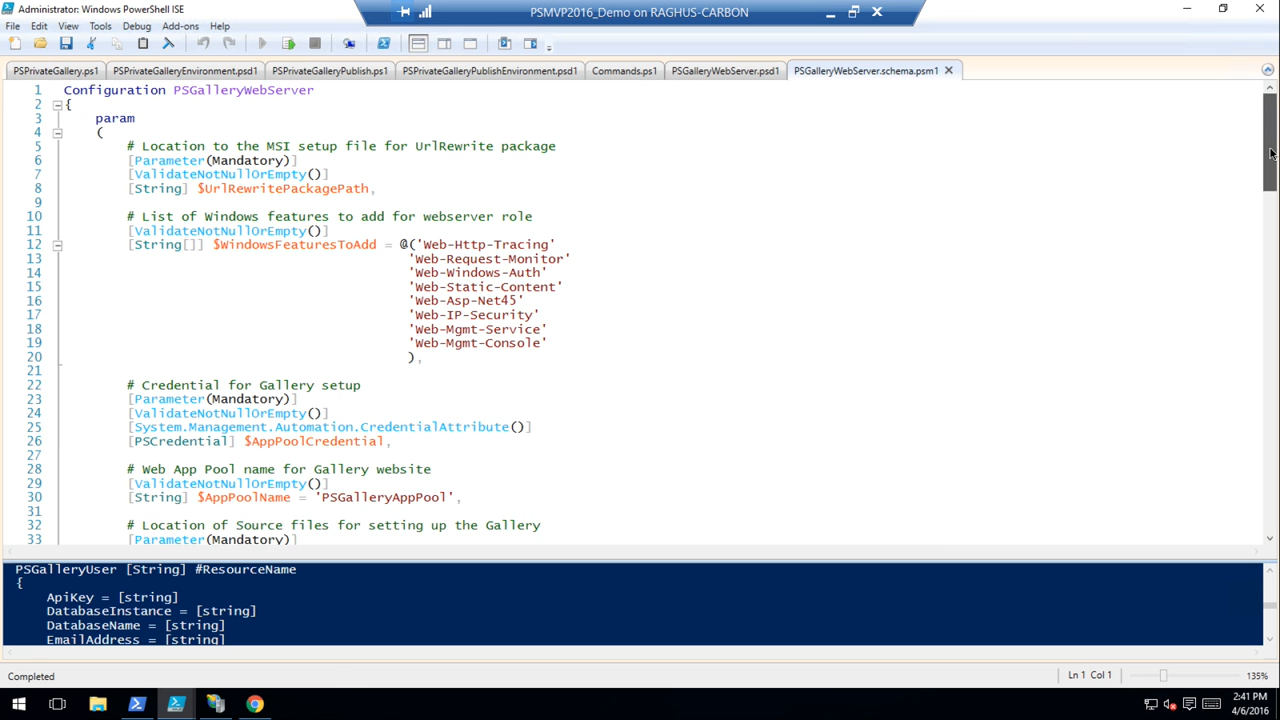 Administrator: Windows PowerShell ISE
PSMVP2016_Demo on RAGHUS-CARBON
File Edit View Tools Debug Add-ons Help
PSPrivateGallery.ps1 PSPrivateGalleryEnvironment.psd1 PSPrivateGalleryPublish.ps1 PSPrivateGalleryPublishEnvironment.psd1 Commands.ps1 PSGalleryWebServer.psd1 PSGalleryWebServer.schema.psm1
1 Configuration PSGalleryWebServer
2 {
3 param
4 (
5 # Location to the MSI setup file for UrlRewrite package
6 [Parameter(Mandatory)]
7 [ValidateNotNullOrEmpty()]
8 [String] $UrlRewritePackagePath,
9
10 # List of Windows features to add for webserver role
11 [ValidateNotNullOrEmpty()]
12 [String[]] $WindowsFeaturesToAdd = @('Web-Http-Tracing'
13 'Web-Request-Monitor'
14 'Web-Windows-Auth'
15 'Web-Static-Content'
16 'Web-Asp-Net45'
17 'Web-IP-Security'
18 'Web-Mgmt-Service'
19 'Web-Mgmt-Console'
20 ),
21
22 # Credential for Gallery setup
23 [Parameter(Mandatory)]
24 [ValidateNotNullOrEmpty()]
25 [System.Management.Automation.CredentialAttribute()]
26 [PSCredential] $AppPoolCredential,
27
28 # Web App Pool name for Gallery website
29 [ValidateNotNullOrEmpty()]
30 [String] $AppPoolName = 'PSGalleryAppPool',
31
32 # Location of Source files for setting up the Gallery
33 [Parameter(Mandatory)]
PSGalleryUser [String] #ResourceName
{
ApiKey = [string]
DatabaseInstance = [string]
DatabaseName = [string]
EmailAddress = [string]
Completed
Ln 1 Col 1
135%
2:41 PM
4/6/2016